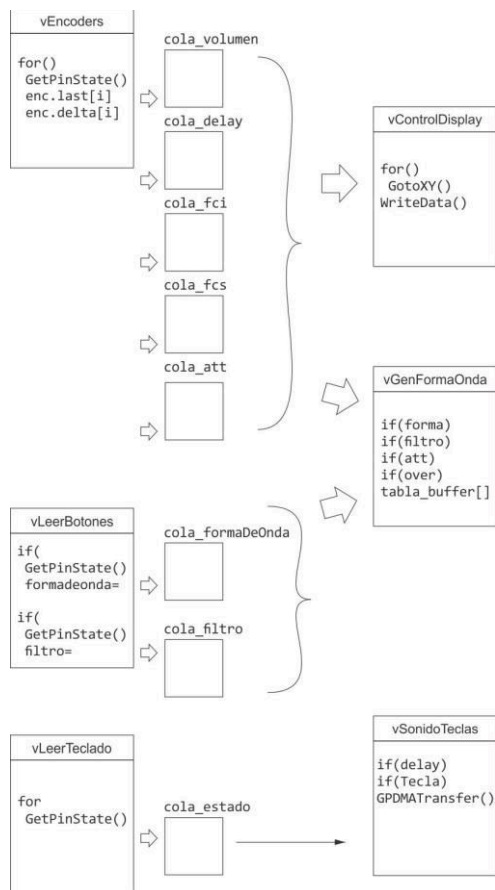 vEncoders
for()
GetPinState()
enc.last[i]
enc.delta[i]
cola_volumen
cola_delay
cola_fci
cola_fcs
cola_att
vControlDisplay
for()
GotoXY()
WriteData()
vGenFormaOnda
if(forma)
if(filtro)
if(att)
if(over)
tabla_buffer[]
vLeerBotones
if(
GetPinState()
formadeonda=
if(
GetPinState()
filtro=
cola_formaDeOnda
cola_filtro
vLeerTeclado
for
GetPinState()
cola_estado
vSonidoTeclas
if(delay)
if(Tecla)
GPDMATransfer()